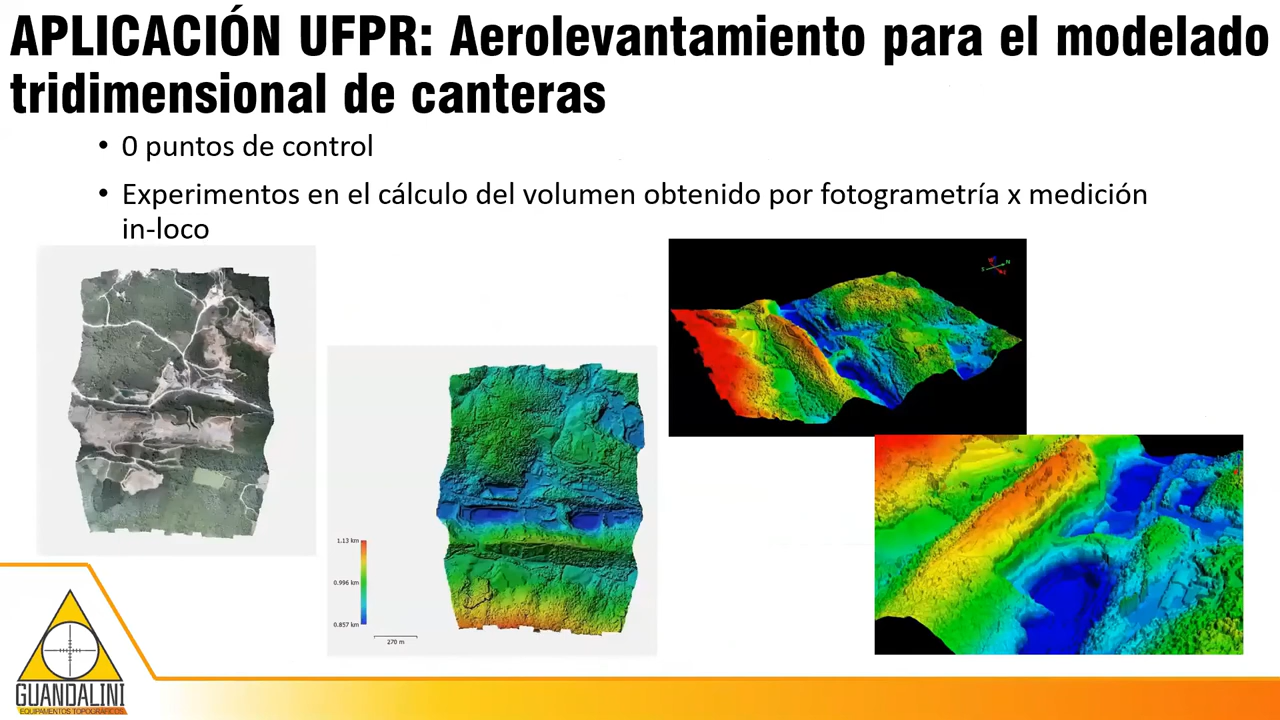 APLICACIÓN UFPR: Aerolevantamiento para el modelado
tridimensional de canteras
• 0 puntos de control
• Experimentos en el cálculo del volumen obtenido por fotogrametría x medición
in-loco
1.13 km
0.996 km
0.857 km
270 m
S
N
GUANDALINI
EQUIPAMENTOS TOPOGRÁFICOS